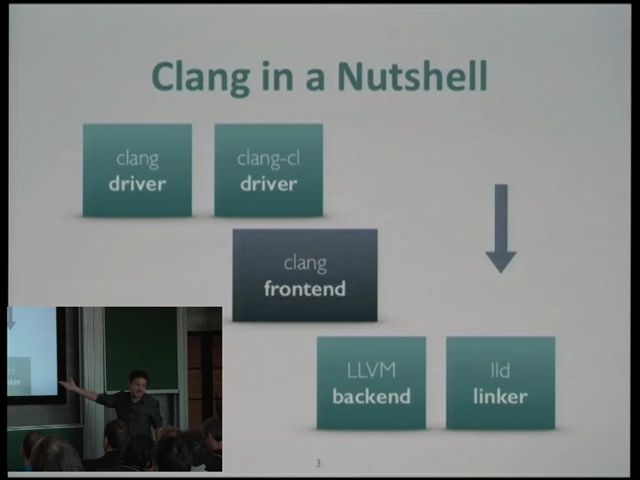 Clang in a Nutshell
clang
driver
clang-cl
driver
clang
frontend
LLVM
backend
lld
linker
3